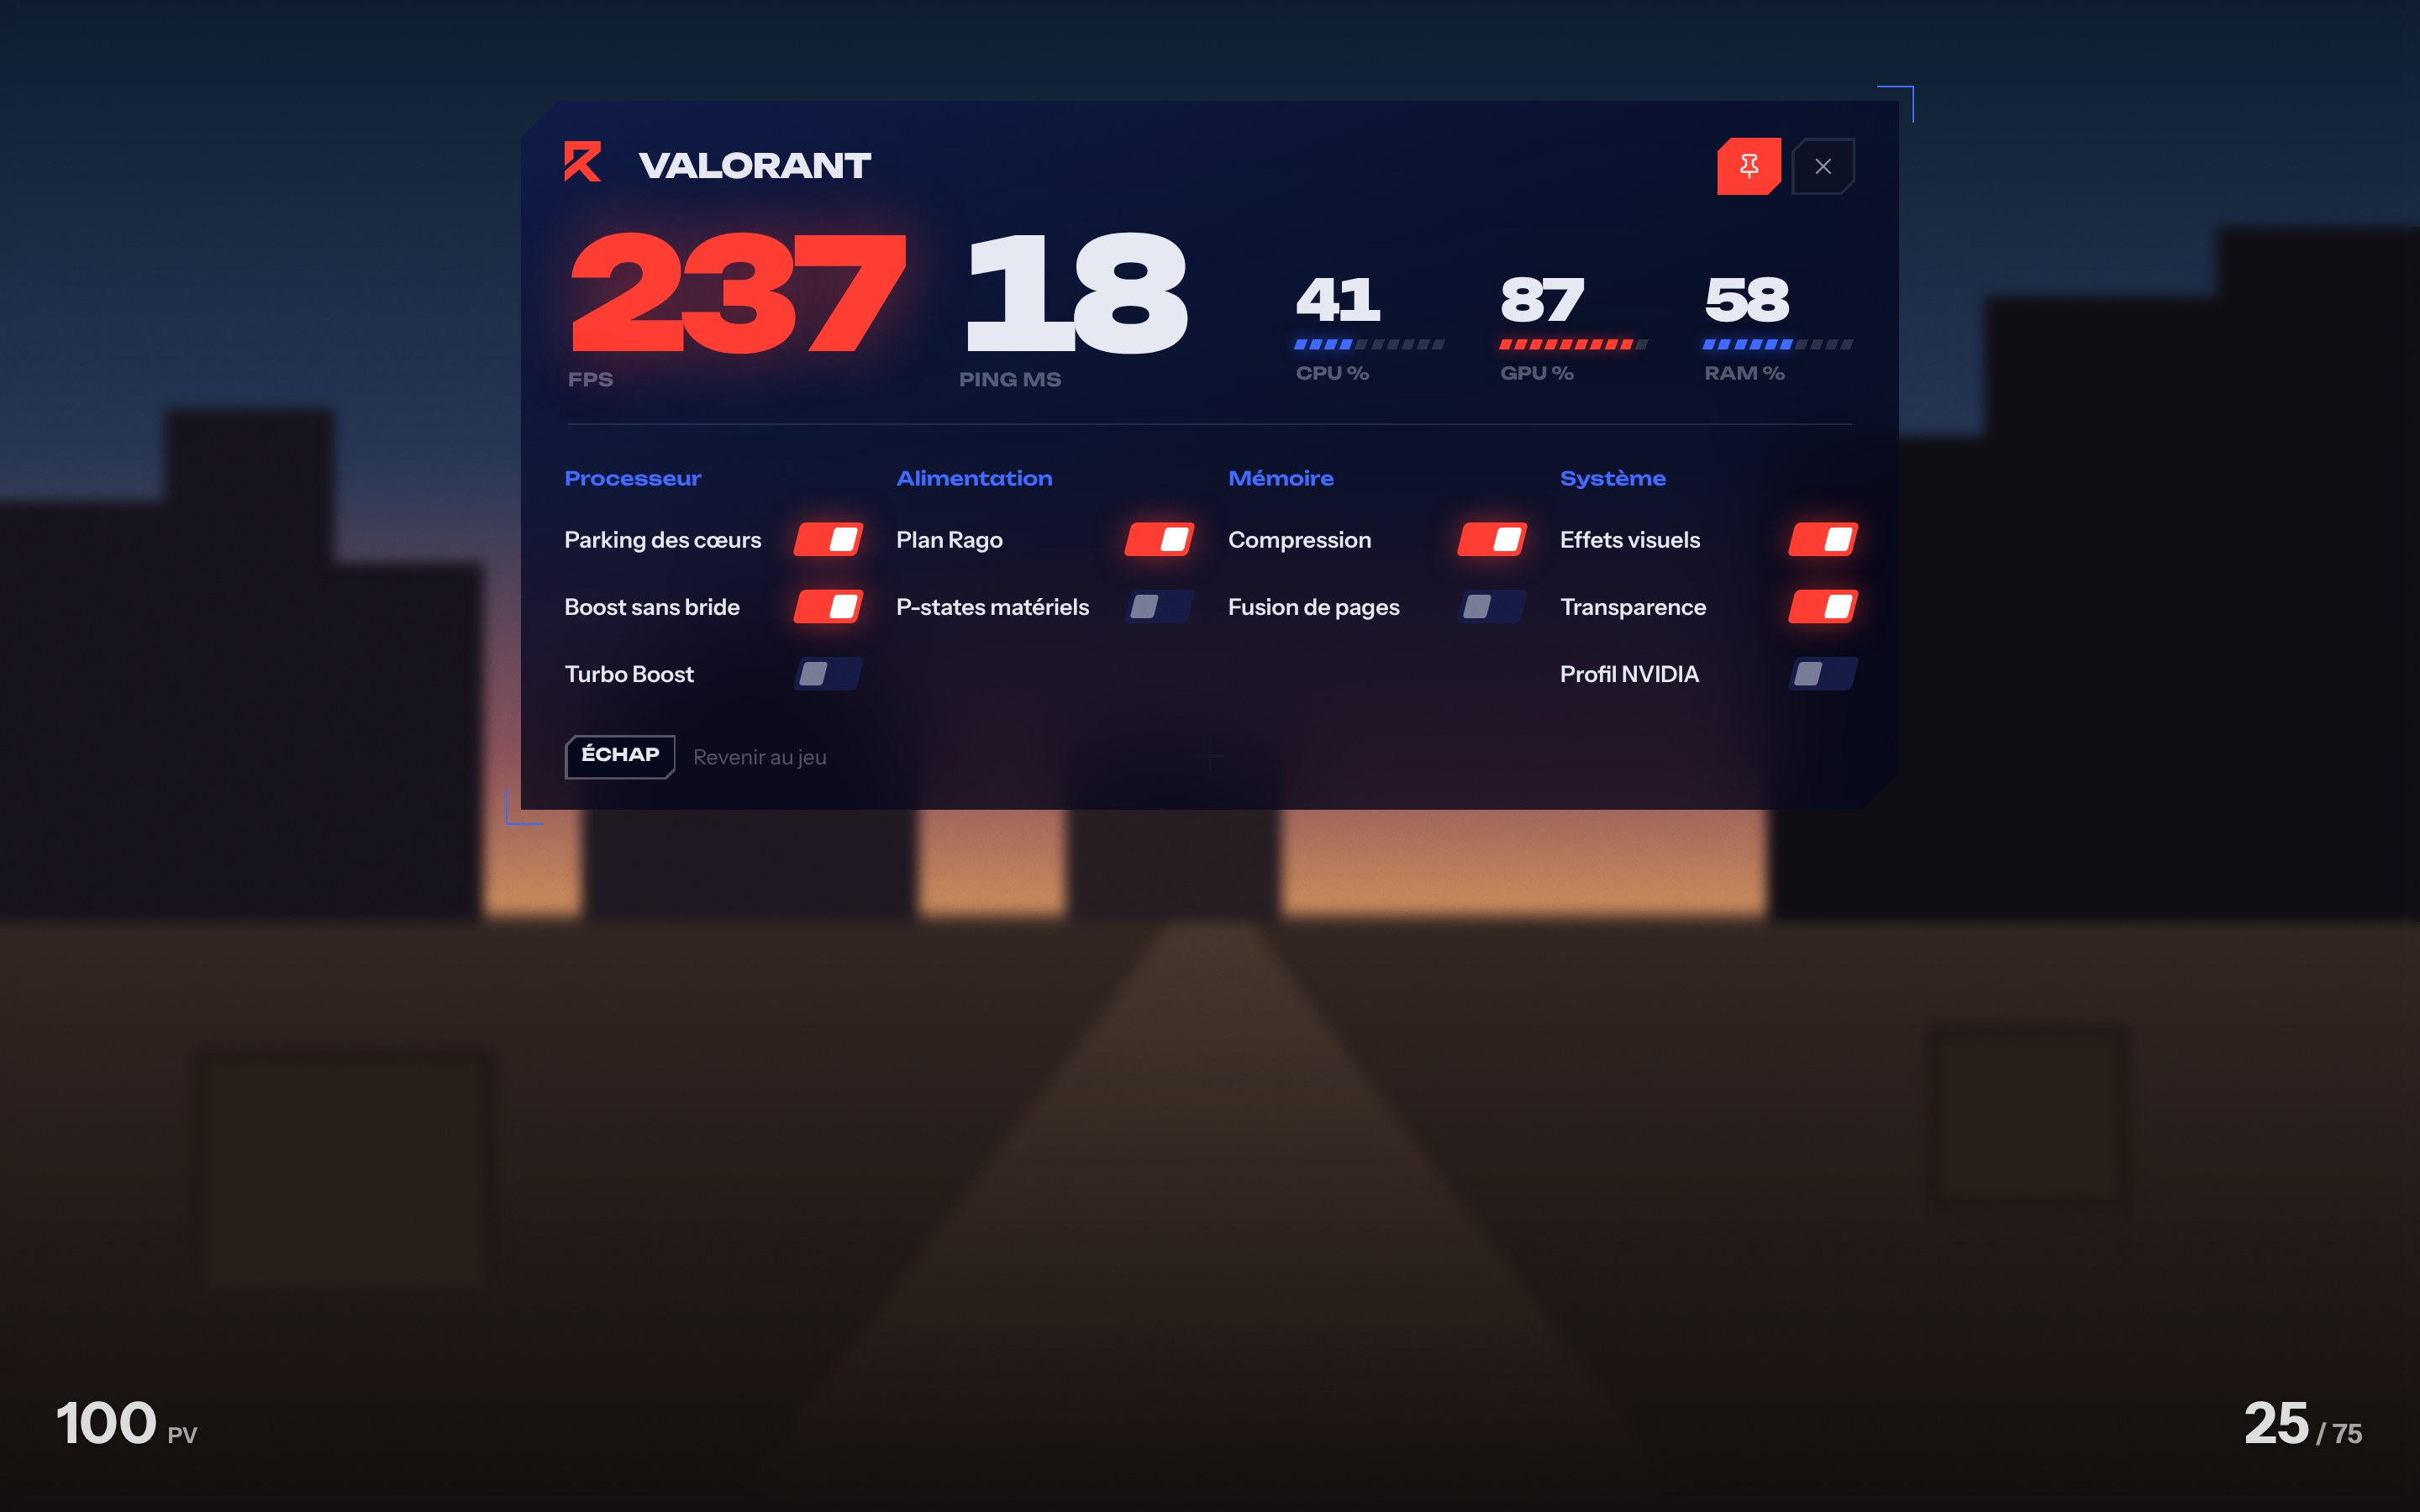 VALORANT
237 18 41 87 58
FPS PING MS CPU % GPU % RAM %
Processeur Alimentation Mémoire Système
Parking des cœurs Plan Rago Compression Effets visuels
Boost sans bride P-states matériels Fusion de pages Transparence
Turbo Boost Profil NVIDIA
ÉCHAP Revenir au jeu
100 PV 25 / 75